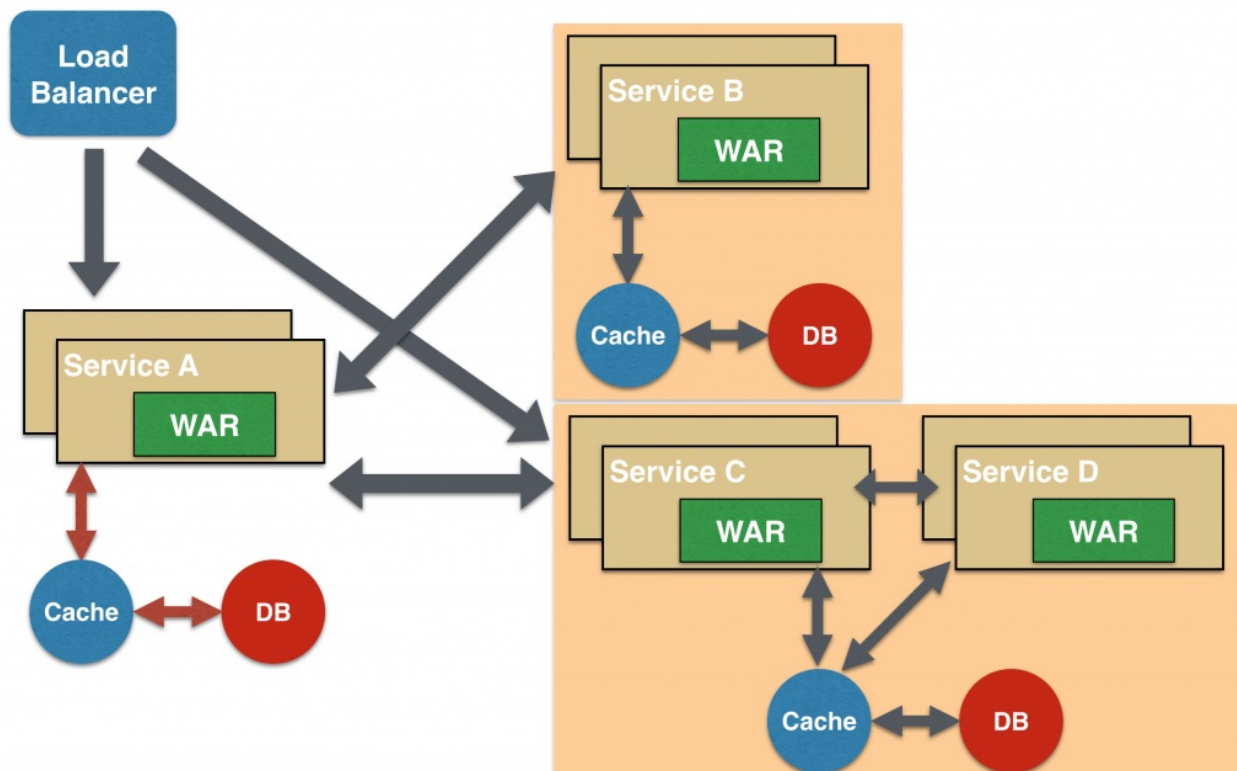 Load
Balancer
Service B
WAR
Cache
DB
Service A
WAR
Cache
DB
Service C
WAR
Service D
WAR
Cache
DB